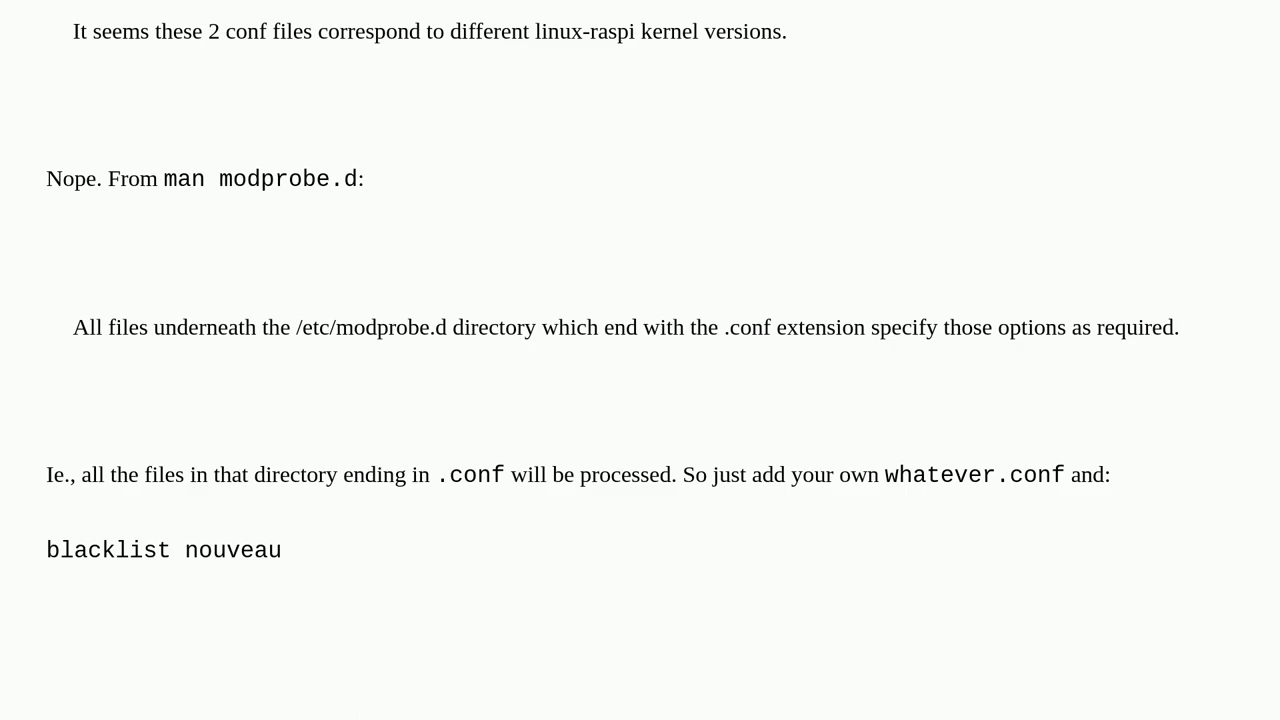 It seems these 2 conf files correspond to different linux-raspi kernel versions.
Nope. From man modprobe.d:
All files underneath the /etc/modprobe.d directory which end with the .conf extension specify those options as required.
Ie., all the files in that directory ending in .conf will be processed. So just add your own whatever.conf and:
blacklist nouveau